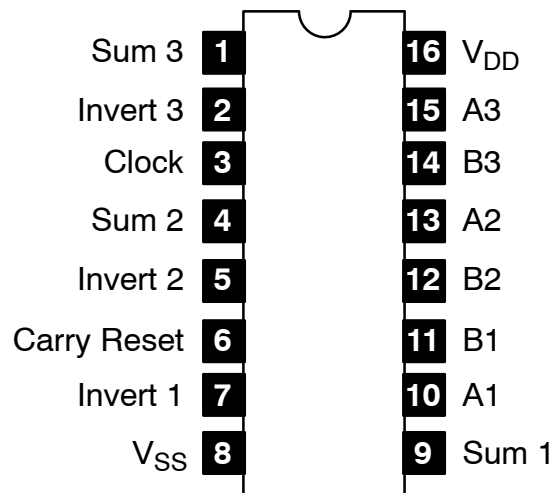 Sum 3 1 16 VDD
Invert 3 2 15 A3
Clock 3 14 B3
Sum 2 4 13 A2
Invert 2 5 12 B2
Carry Reset 6 11 B1
Invert 1 7 10 A1
VSS 8 9 Sum 1